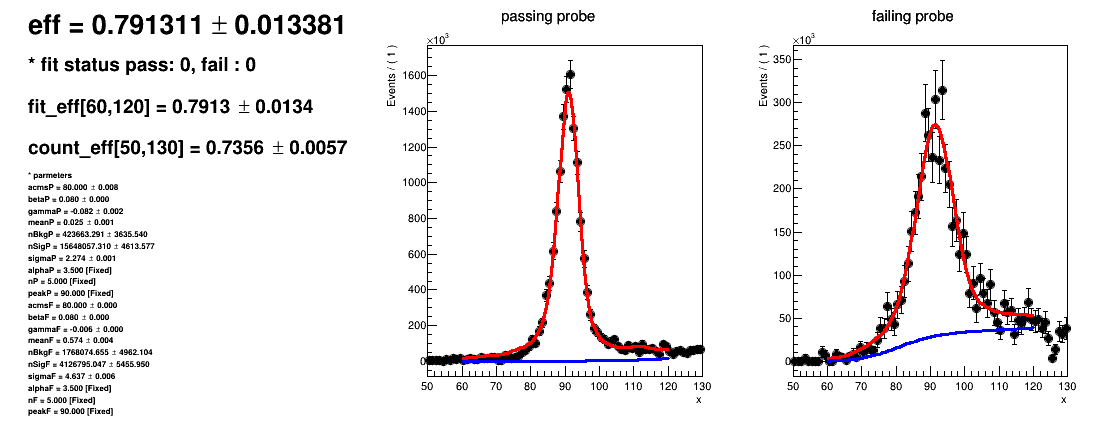 eff = 0.791311 ± 0.013381
* fit status pass: 0, fail : 0
fit_eff[60,120] = 0.7913 ± 0.0134
count_eff[50,130] = 0.7356 ± 0.0057
* parmeters
acmsP = 80.000 ± 0.008
betaP = 0.080 ± 0.000
gammaP = -0.082 ± 0.002
meanP = 0.025 ± 0.001
nBkgP = 423663.291 ± 3635.540
nSigP = 15648057.310 ± 4613.577
sigmaP = 2.274 ± 0.001
alphaP = 3.500 [Fixed]
nP = 5.000 [Fixed]
peakP = 90.000 [Fixed]
acmsF = 80.000 ± 0.000
betaF = 0.080 ± 0.000
gammaF = -0.006 ± 0.000
meanF = 0.574 ± 0.004
nBkgF = 1768074.655 ± 4962.104
nSigF = 4126795.047 ± 5455.950
sigmaF = 4.637 ± 0.006
alphaF = 3.500 [Fixed]
nF = 5.000 [Fixed]
peakF = 90.000 [Fixed]
passing probe
×10³
Events / ( 1 )
1600
1400
1200
1000
800
600
400
200
0
50 60 70 80 90 100 110 120 130
x
failing probe
×10³
Events / ( 1 )
350
300
250
200
150
100
50
0
50 60 70 80 90 100 110 120 130
x